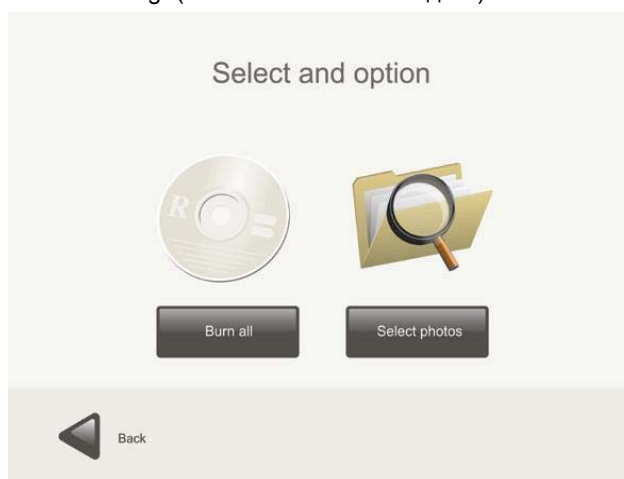 Select and option
R
Burn all
Select photos
Back